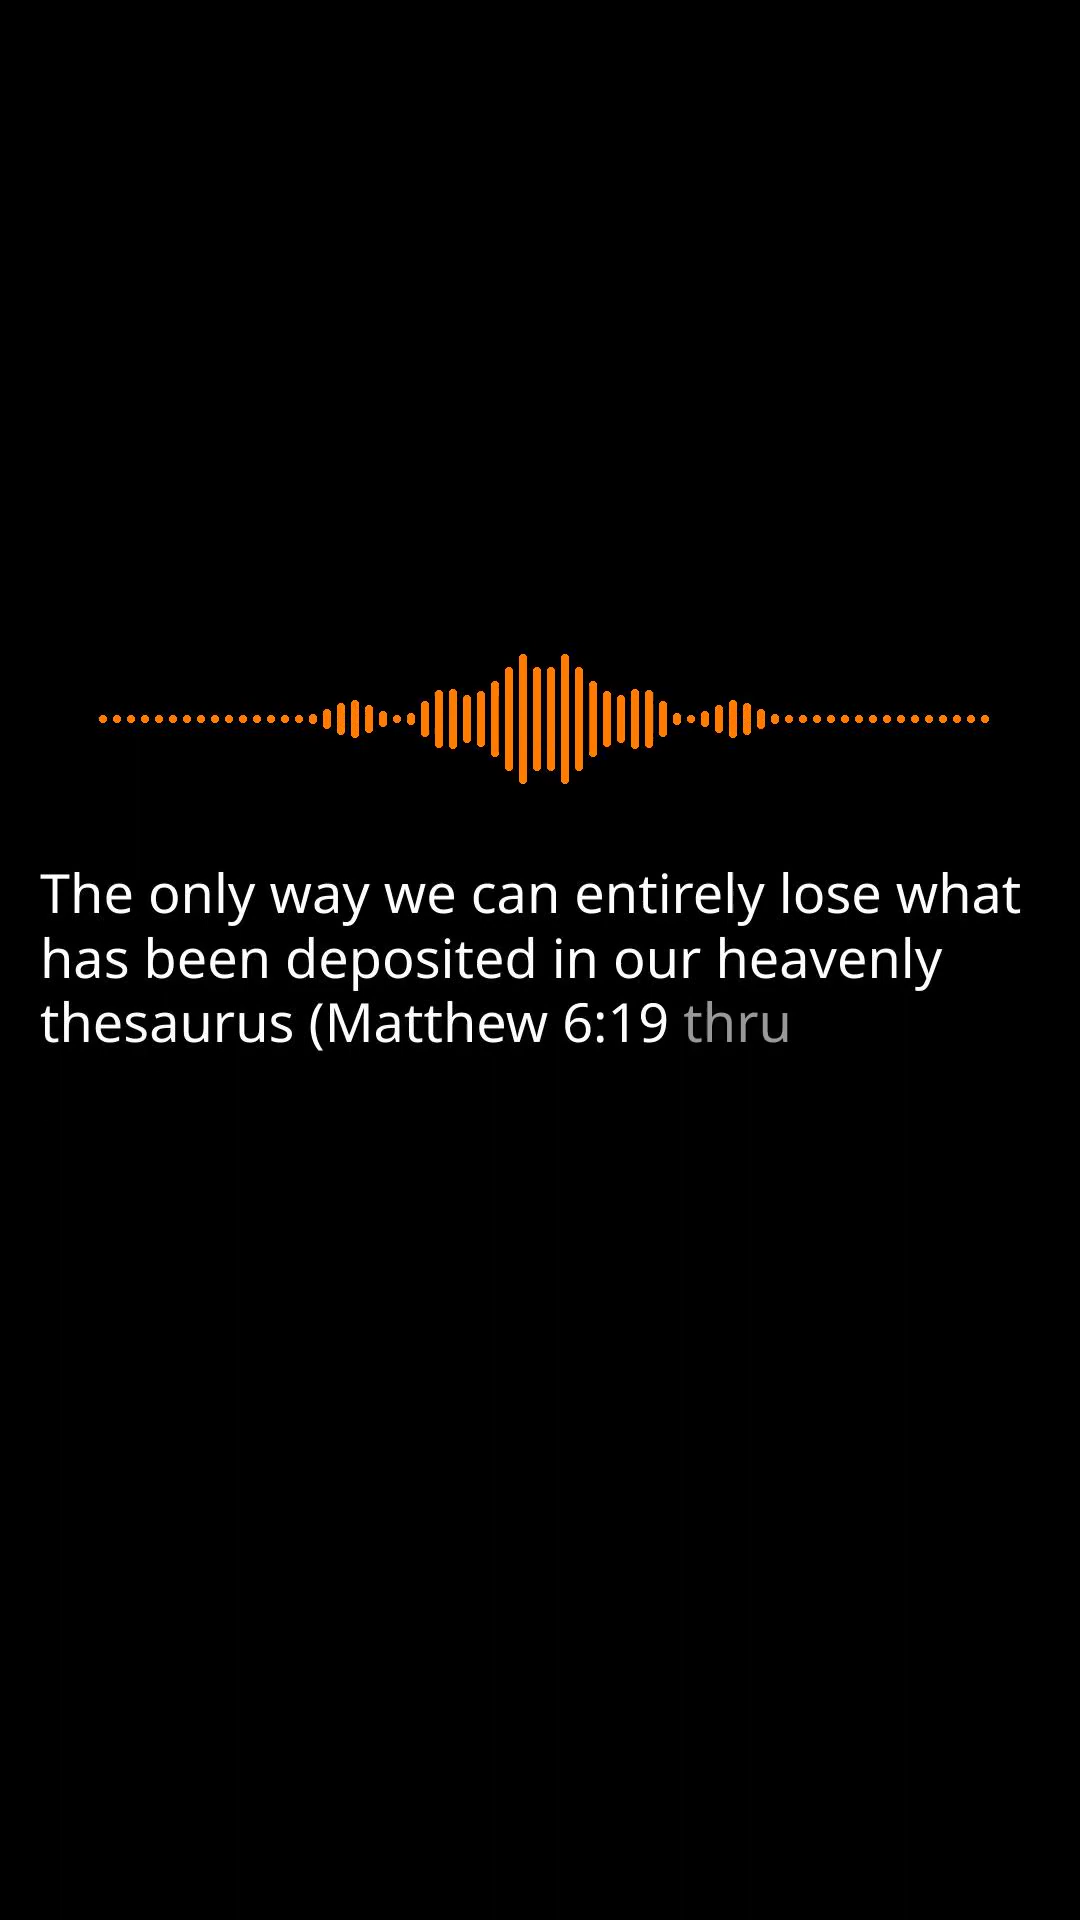 The only way we can entirely lose what
has been deposited in our heavenly
thesaurus (Matthew 6:19 thru